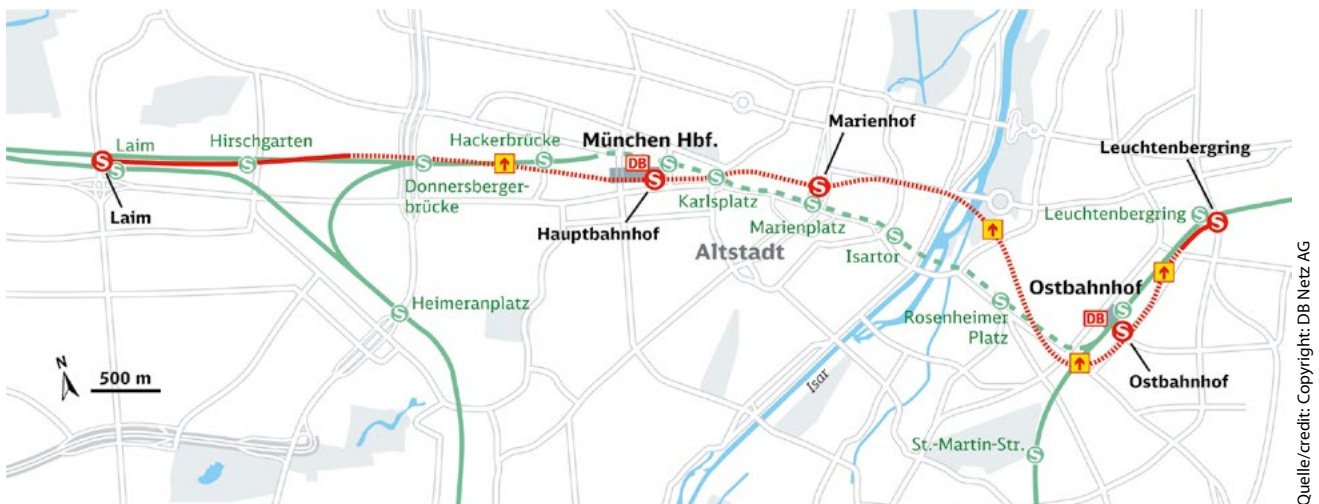 Laim
Hirschgarten
Hackerbrücke
München Hbf.
DB
Marienhof
Leuchtenbergring
Laim
Donnersberger-
brücke
Hauptbahnhof
Karlsplatz
Marienplatz
Altstadt
Isartor
Leuchtenbergring
Ostbahnhof
DB
Heimeranplatz
Rosenheimer
Platz
Ostbahnhof
N
500 m
Isar
St.-Martin-Str.
Quelle/credit: Copyright: DB Netz AG